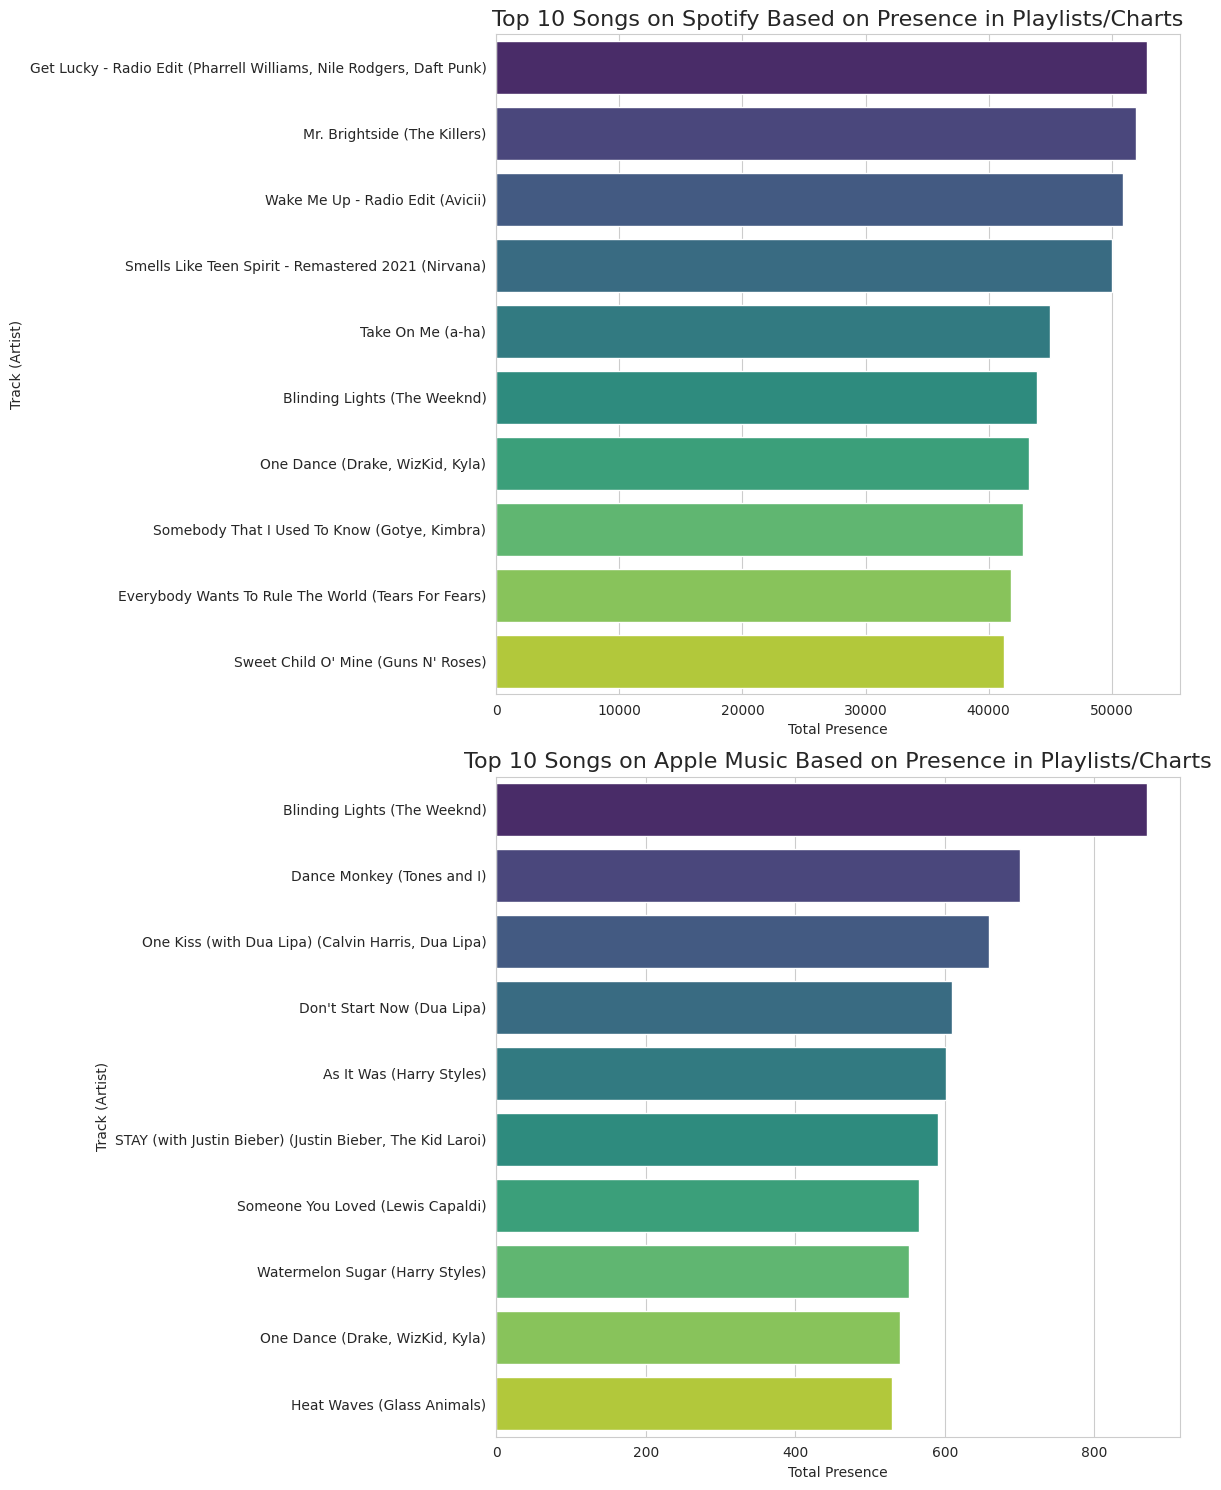 Top 10 Songs on Spotify Based on Presence in Playlists/Charts
Track (Artist)
Get Lucky - Radio Edit (Pharrell Williams, Nile Rodgers, Daft Punk)
Mr. Brightside (The Killers)
Wake Me Up - Radio Edit (Avicii)
Smells Like Teen Spirit - Remastered 2021 (Nirvana)
Take On Me (a-ha)
Blinding Lights (The Weeknd)
One Dance (Drake, WizKid, Kyla)
Somebody That I Used To Know (Gotye, Kimbra)
Everybody Wants To Rule The World (Tears For Fears)
Sweet Child O' Mine (Guns N' Roses)
0 10000 20000 30000 40000 50000
Total Presence
Top 10 Songs on Apple Music Based on Presence in Playlists/Charts
Track (Artist)
Blinding Lights (The Weeknd)
Dance Monkey (Tones and I)
One Kiss (with Dua Lipa) (Calvin Harris, Dua Lipa)
Don't Start Now (Dua Lipa)
As It Was (Harry Styles)
STAY (with Justin Bieber) (Justin Bieber, The Kid Laroi)
Someone You Loved (Lewis Capaldi)
Watermelon Sugar (Harry Styles)
One Dance (Drake, WizKid, Kyla)
Heat Waves (Glass Animals)
0 200 400 600 800
Total Presence